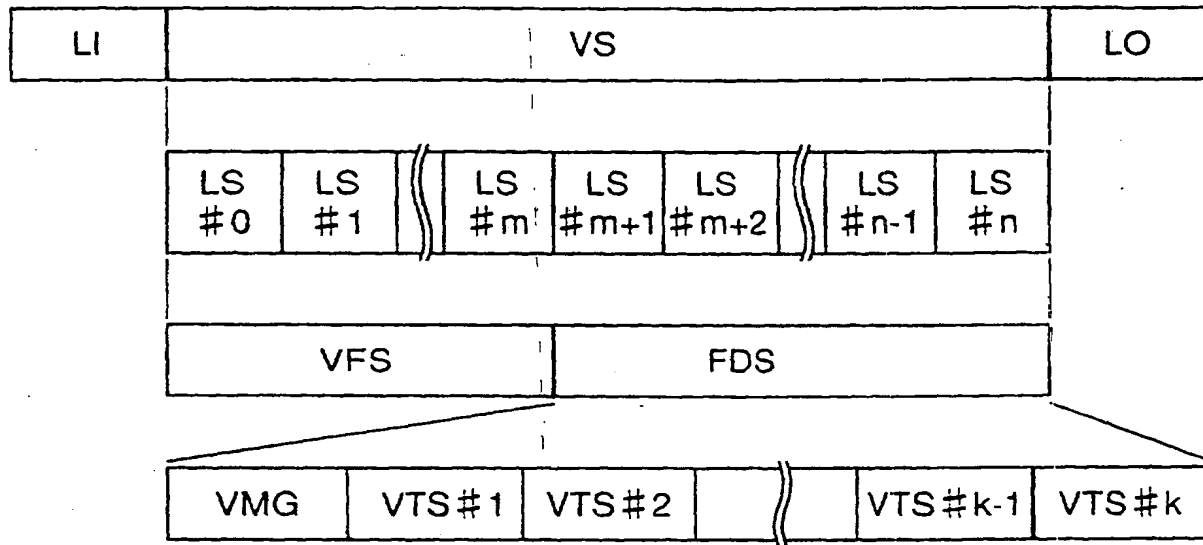 LI VS LO
LS LS LS LS LS LS LS
#0 #1 #m #m+1 #m+2 #n-1 #n
VFS FDS
VMG VTS#1 VTS#2 VTS#k-1 VTS#k